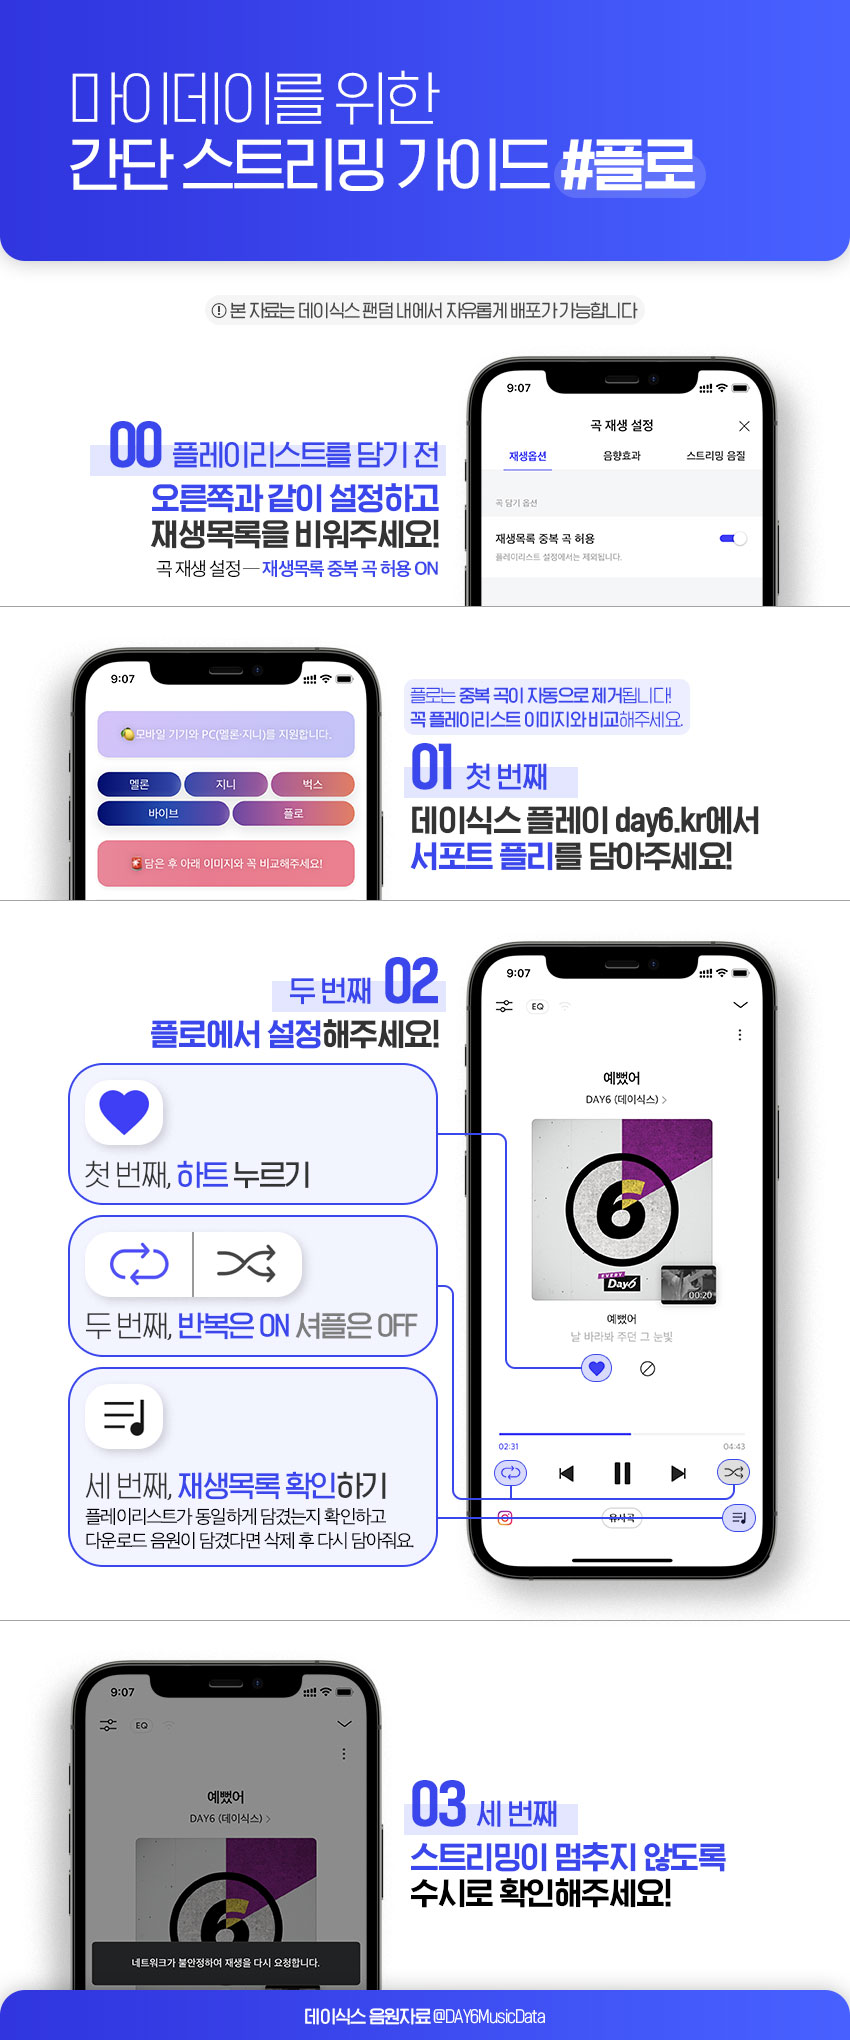 마이데이를 위한
간단 스트리밍 가이드 #플로
본 자료는 데이식스 팬덤 내에서 자유롭게 배포가 가능합니다
00 플레이리스트를 담기 전
오른쪽과 같이 설정하고
재생목록을 비워주세요!
곡 재생 설정 — 재생목록 중복 곡 허용 ON
9:07
곡 재생 설정
재생옵션 음향효과 스트리밍 음질
곡 담기 옵션
재생목록 중복 곡 허용
플레이리스트 설정에서는 제외됩니다.
9:07
🍋모바일 기기와 PC(멜론·지니)를 지원합니다.
멜론 지니 벅스
바이브 플로
🚨담은 후 아래 이미지와 꼭 비교해주세요!
플로는 중복 곡이 자동으로 제거됩니다!
꼭 플레이리스트 이미지와 비교해주세요.
01 첫 번째
데이식스 플레이 day6.kr에서
서포트 플리를 담아주세요!
두 번째 02
플로에서 설정해주세요!
첫 번째, 하트 누르기
두 번째, 반복은 ON 셔플은 OFF
세 번째, 재생목록 확인하기
플레이리스트가 동일하게 담겼는지 확인하고
다운로드 음원이 담겼다면 삭제 후 다시 담아줘요.
9:07
EQ
예뻤어
DAY6 (데이식스) >
6
EVERY
DAY6
00:20
예뻤어
날 바라봐 주던 그 눈빛
02:31 04:43
유사곡
9:07
EQ
예뻤어
DAY6 (데이식스) >
6
네트워크가 불안정하여 재생을 다시 요청합니다.
03 세 번째
스트리밍이 멈추지 않도록
수시로 확인해주세요!
데이식스 음원자료 @DAY6MusicData